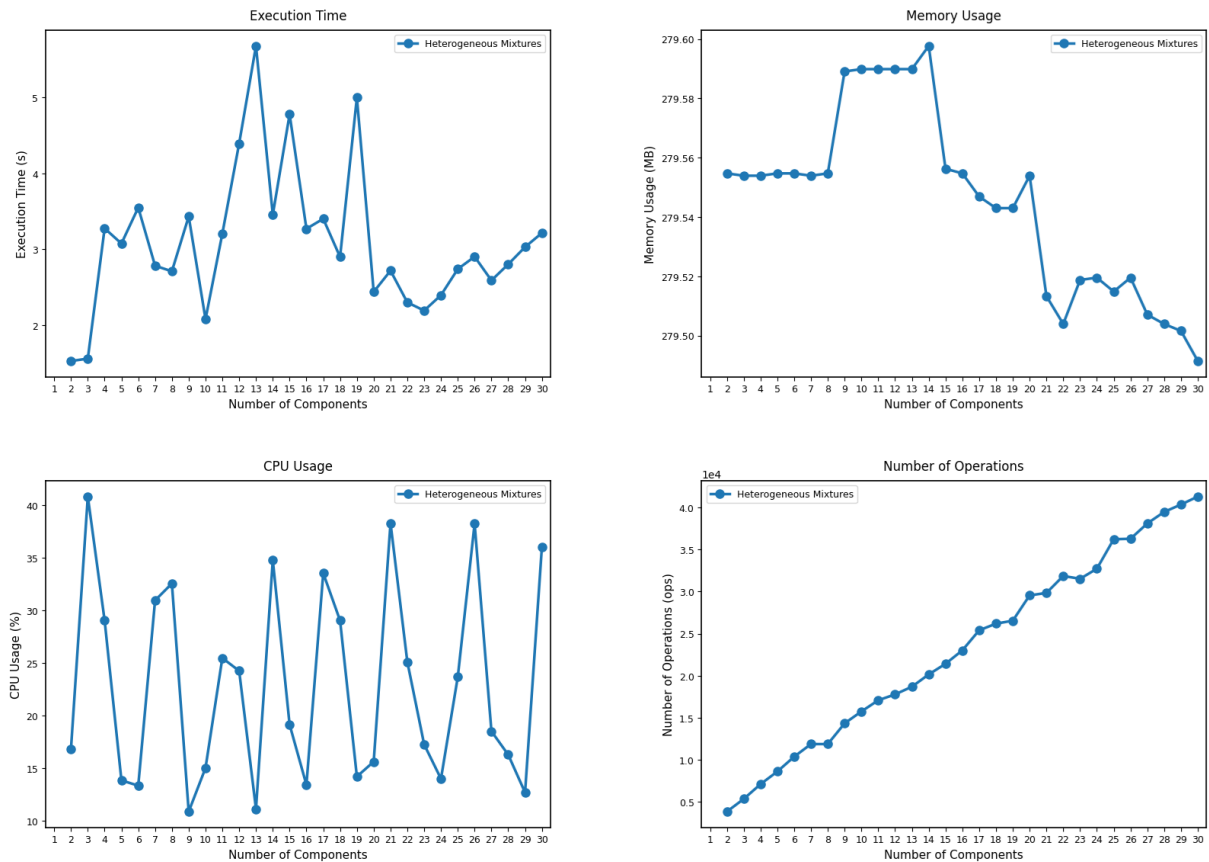 Execution Time
Heterogeneous Mixtures
5
4
3
2
Execution Time (s)
1 2 3 4 5 6 7 8 9 10 11 12 13 14 15 16 17 18 19 20 21 22 23 24 25 26 27 28 29 30
Number of Components
Memory Usage
Heterogeneous Mixtures
279.60
279.58
279.56
279.54
279.52
279.50
Memory Usage (MB)
1 2 3 4 5 6 7 8 9 10 11 12 13 14 15 16 17 18 19 20 21 22 23 24 25 26 27 28 29 30
Number of Components
CPU Usage
Heterogeneous Mixtures
40
35
30
25
20
15
10
CPU Usage (%)
1 2 3 4 5 6 7 8 9 10 11 12 13 14 15 16 17 18 19 20 21 22 23 24 25 26 27 28 29 30
Number of Components
Number of Operations
1e4
Heterogeneous Mixtures
4.0
3.5
3.0
2.5
2.0
1.5
1.0
0.5
Number of Operations (ops)
1 2 3 4 5 6 7 8 9 10 11 12 13 14 15 16 17 18 19 20 21 22 23 24 25 26 27 28 29 30
Number of Components